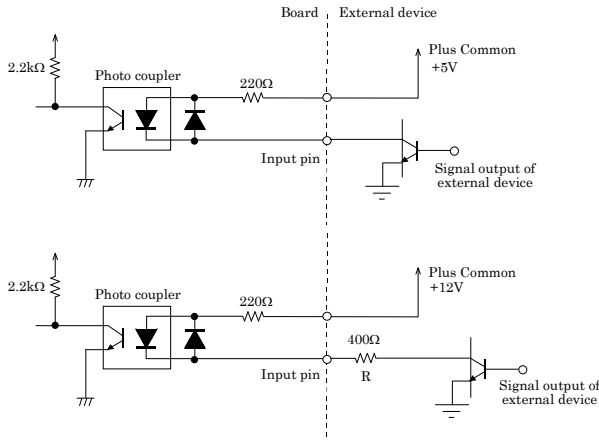 Board External device
Plus Common
+5V
2.2kΩ
Photo coupler
220Ω
Input pin
Signal output of
external device
Plus Common
+12V
2.2kΩ
Photo coupler
220Ω
400Ω
Input pin
R
Signal output of
external device